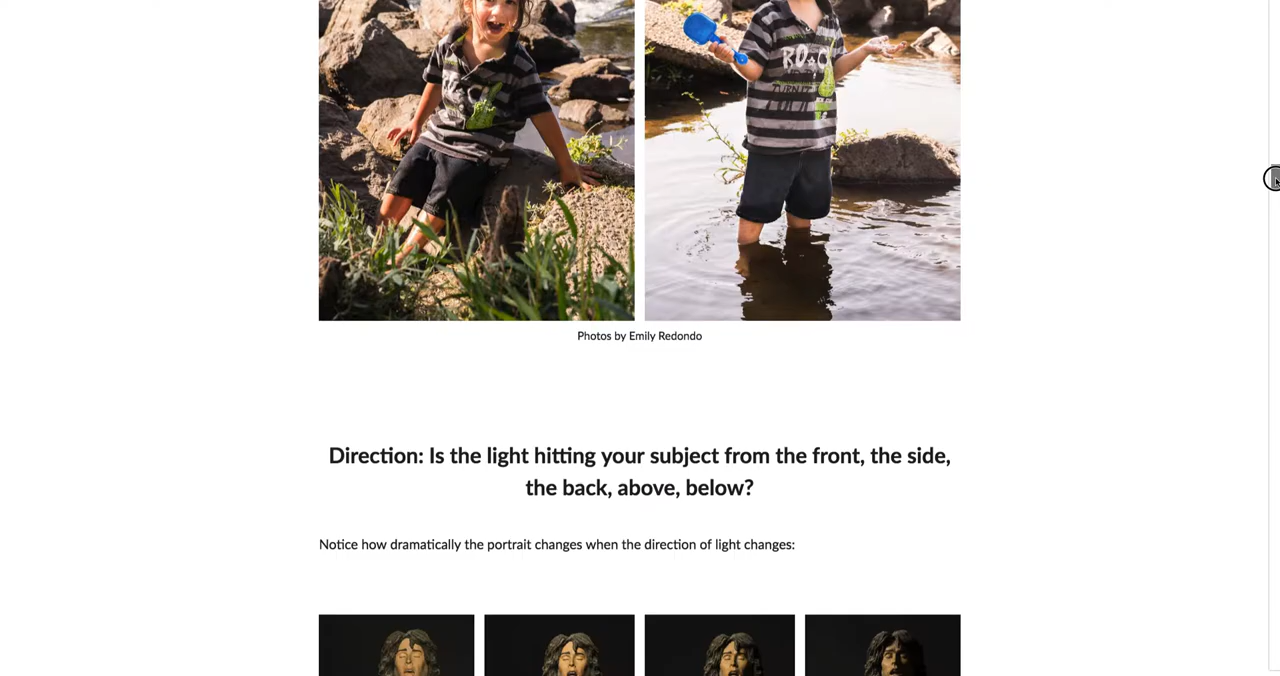 RO
Photos by Emily Redondo
Direction: Is the light hitting your subject from the front, the side,
the back, above, below?
Notice how dramatically the portrait changes when the direction of light changes: